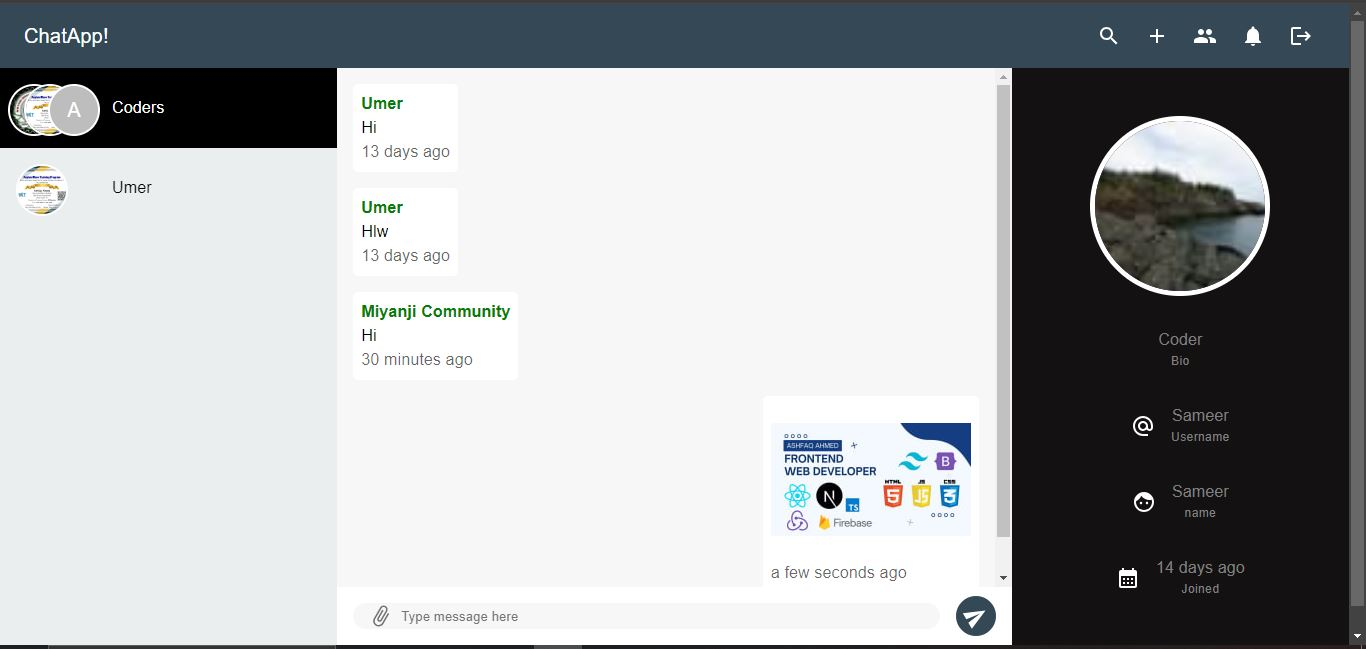 ChatApp!
A
Coders
Umer
Umer
Hi
13 days ago
Umer
Hlw
13 days ago
Miyanji Community
Hi
30 minutes ago
ASHFAQ AHMED
FRONTEND
WEB DEVELOPER
B
HTML
5
JS
JS
CSS
3
N
TS
Firebase
a few seconds ago
Type message here
Coder
Bio
Sameer
Username
Sameer
name
14 days ago
Joined